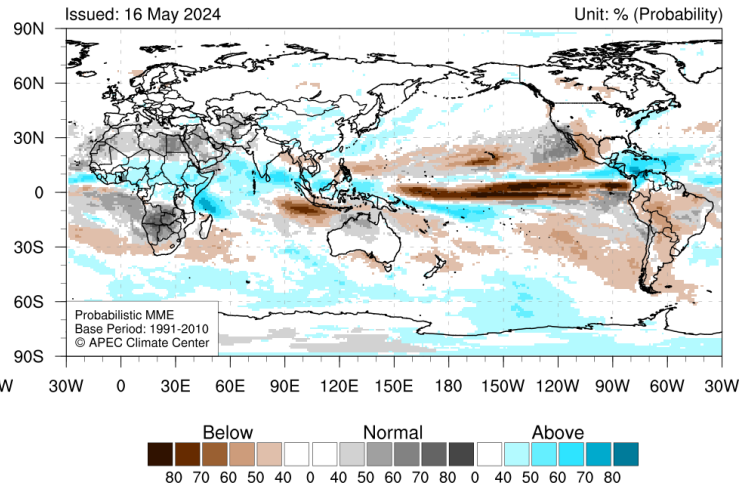 Issued: 16 May 2024 Unit: % (Probability)
90N
60N
30N
0
30S
60S
90S
Probabilistic MME
Base Period: 1991-2010
© APEC Climate Center
W 30W 0 30E 60E 90E 120E 150E 180 150W 120W 90W 60W 30W
Below Normal Above
80 70 60 50 40 0 40 50 60 70 80 0 40 50 60 70 80